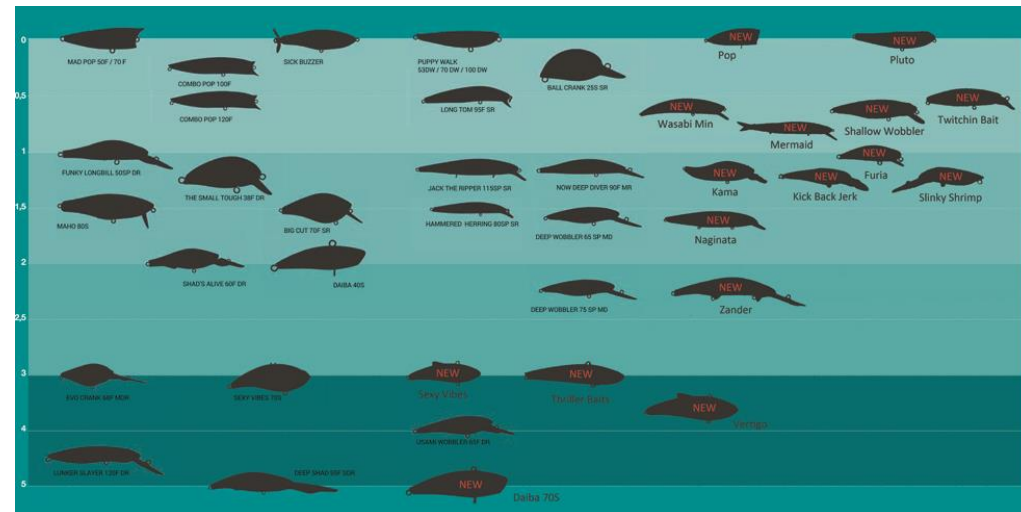 0
NEW
NEW
MAD POP 50F / 70 F
SICK BUZZER
PUPPY WALK
53DW / 70 DW / 100 DW
Pop
Pluto
COMBO POP 100F
BALL CRANK 25S SR
0,5
NEW
NEW
NEW
LONG TOM 95F SR
COMBO POP 120F
Wasabi Min
NEW
Shallow Wobbler
Twitchin Bait
Mermaid
1
NEW
FUNKY LONGBILL 50SP DR
NEW
NEW
NEW
Furia
THE SMALL TOUGH 38F DR
JACK THE RIPPER 115SP SR
NOW DEEP DIVER 90F MR
Kama
Kick Back Jerk
Slinky Shrimp
1,5
NEW
MAHO 80S
BIG CUT 70F SR
HAMMERED HERRING 80SP SR
DEEP WOBBLER 65 SP MD
Naginata
2
SHAD'S ALIVE 60F DR
DAIBA 40S
NEW
DEEP WOBBLER 75 SP MD
Zander
2,5
3
NEW
NEW
EVO CRANK 68F MDR
SEXY VIBES 70S
Sexy Vibes
Thriller Baits
NEW
Vertiga
4
USAMI WOBBLER 65F DR
LUNKER SLAYER 120F DR
DEEP SHAD 95F SDR
5
NEW
Daiba 70S